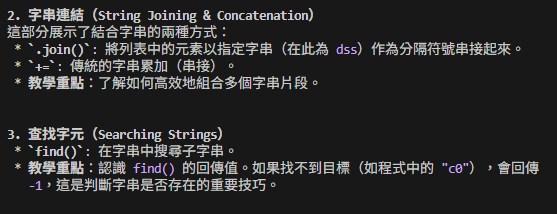 2. 字串連結（String Joining & Concatenation）
這部分展示了結合字串的兩種方式：
* `.join()`: 將列表中的元素以指定字串（在此為 dss）作為分隔符號串接起來。
* `+=`: 傳統的字串累加（串接）。
* 教學重點：了解如何高效地組合多個字串片段。
3. 查找字元（Searching Strings）
* `find()`: 在字串中搜尋子字串。
* 教學重點：認識 find() 的回傳值。如果找不到目標（如程式中的 "c0"），會回傳
-1，這是判斷字串是否存在的重要技巧。